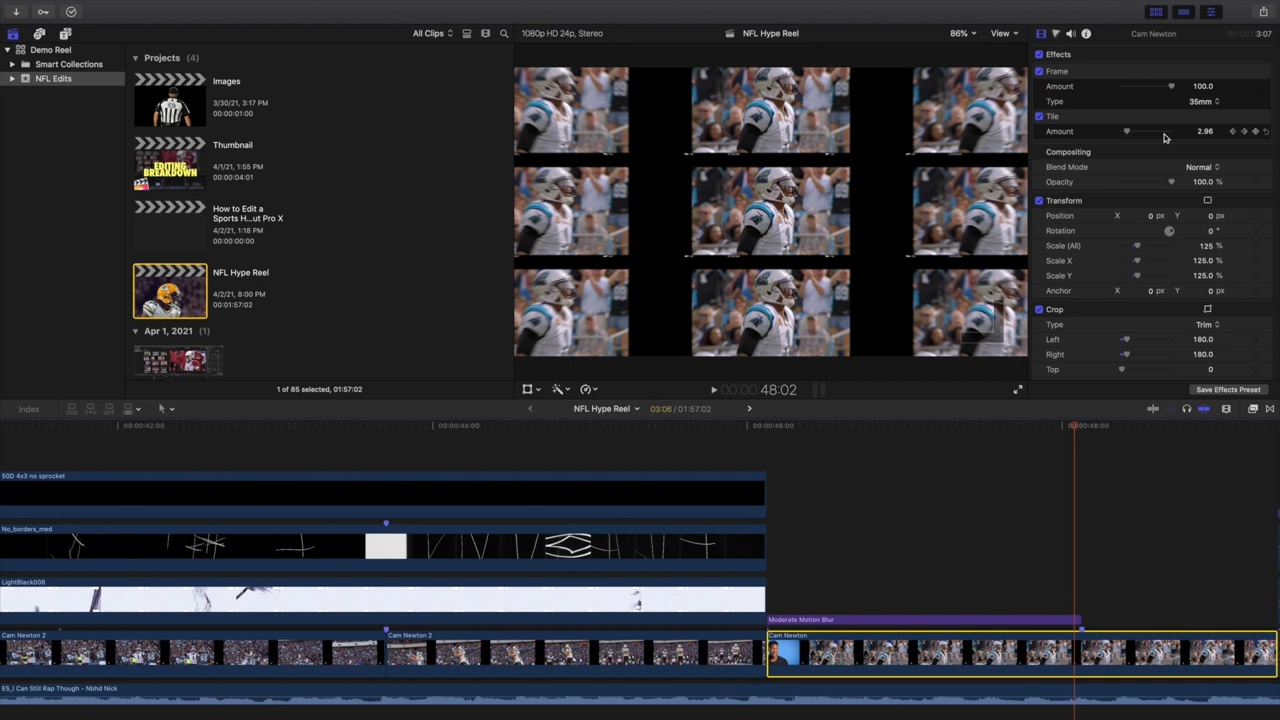 All Clips
1080p HD 24p, Stereo
NFL Hype Reel
86%
View
Cam Newton
3:07
Demo Reel
Smart Collections
NFL Edits
Projects (4)
Images
3/30/21, 3:17 PM
00:00:01:00
Thumbnail
4/1/21, 1:55 PM
00:00:04:01
EDITING
BREAKDOWN
How to Edit a
Sports H...ut Pro X
4/2/21, 1:18 PM
00:00:00:00
NFL Hype Reel
4/2/21, 8:00 PM
00:01:57:02
Apr 1, 2021 (1)
1 of 85 selected, 01:57:02
00:00:48:02
Effects
Frame
Amount 100.0
Type 35mm
Tile
Amount 2.96
Compositing
Blend Mode Normal
Opacity 100.0 %
Transform
Position X 0 px Y 0 px
Rotation 0 °
Scale (All) 125 %
Scale X 125.0 %
Scale Y 125.0 %
Anchor X 0 px Y 0 px
Crop
Type Trim
Left 180.0
Right 180.0
Top 0
Save Effects Preset
Index
NFL Hype Reel
03:06 / 01:57:02
00:00:42:00
00:00:44:00
00:00:46:00
00:00:48:00
50D 4x3 no sprocket
No_borders_med
LightBlack008
Moderate Motion Blur
Cam Newton 2
Cam Newton 2
Cam Newton
ES_I Can Still Rap Though - Nbhd Nick